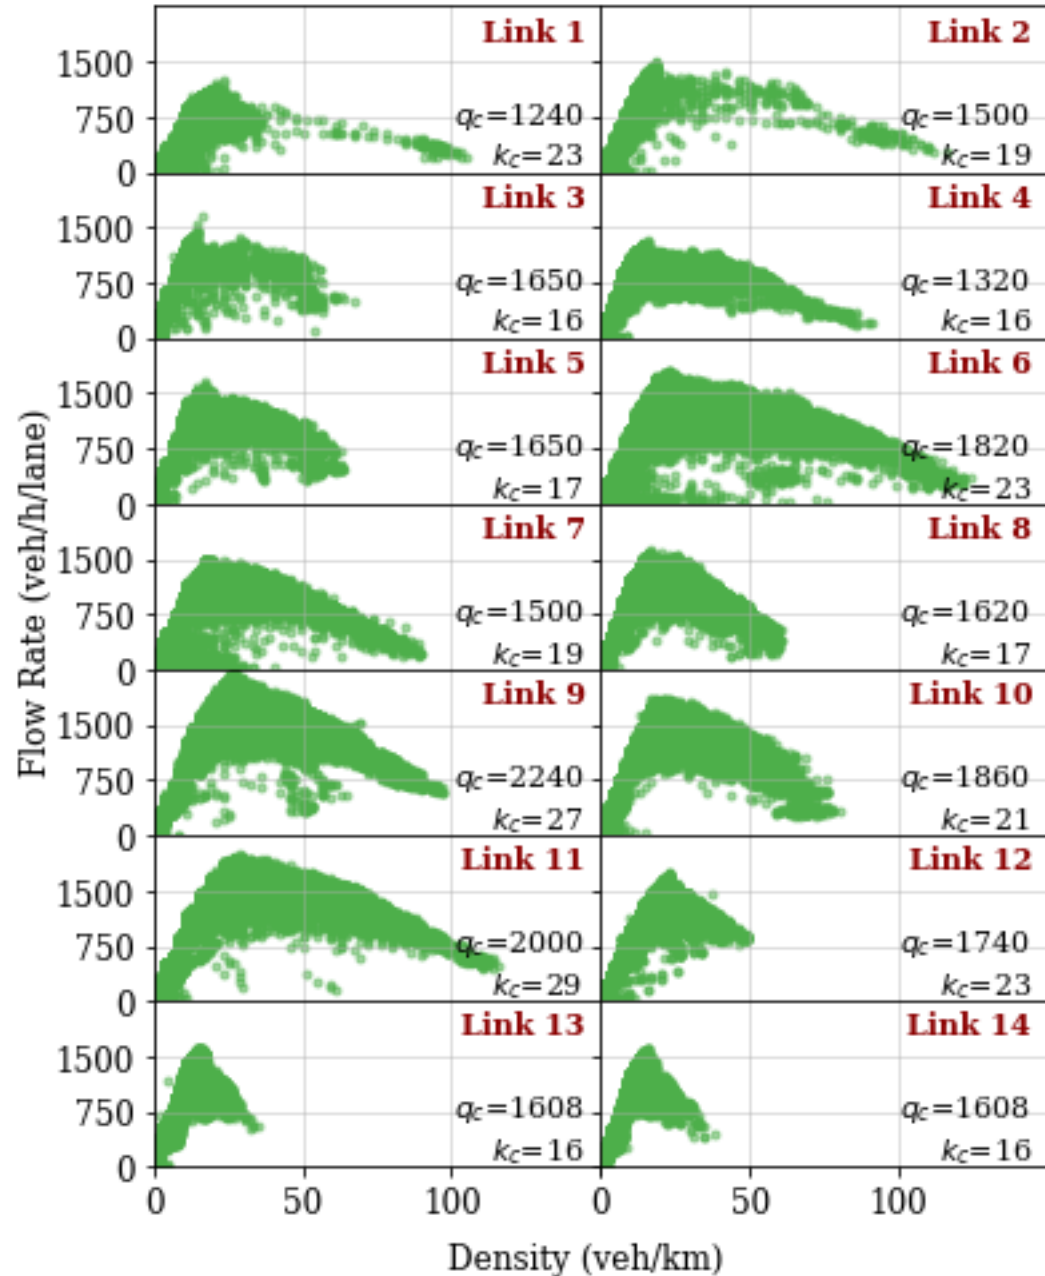 Flow Rate (veh/h/lane)
Link 1
1500
750
0
q_c=1240
k_c=23
Link 2
q_c=1500
k_c=19
Link 3
1500
750
0
q_c=1650
k_c=16
Link 4
q_c=1320
k_c=16
Link 5
1500
750
0
q_c=1650
k_c=17
Link 6
q_c=1820
k_c=23
Link 7
1500
750
0
q_c=1500
k_c=19
Link 8
q_c=1620
k_c=17
Link 9
1500
750
0
q_c=2240
k_c=27
Link 10
q_c=1860
k_c=21
Link 11
1500
750
0
q_c=2000
k_c=29
Link 12
q_c=1740
k_c=23
Link 13
1500
750
0
q_c=1608
k_c=16
Link 14
q_c=1608
k_c=16
0 50 100 0 50 100
Density (veh/km)